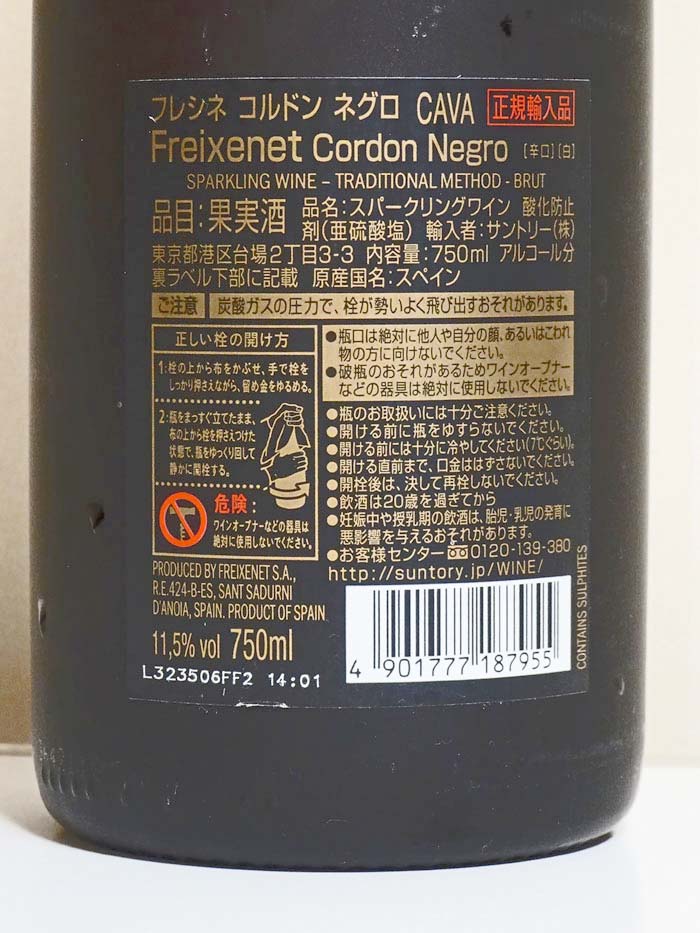 フレシネ コルドン ネグロ CAVA 正規輸入品
Freixenet Cordon Negro [辛口][白]
SPARKLING WINE – TRADITIONAL METHOD - BRUT
品目:果実酒 品名:スパークリングワイン 酸化防止
剤(亜硫酸塩) 輸入者:サントリー(株)
東京都港区台場2丁目3-3 内容量:750ml アルコール分
裏ラベル下部に記載 原産国名:スペイン
ご注意 炭酸ガスの圧力で、栓が勢いよく飛び出すおそれがあります。
正しい栓の開け方
1:栓の上から布をかぶせ、手で栓を
しっかり押さえながら、留め金をゆるめる。
2:瓶をまっすぐ立てたまま、
布の上から栓を押さえつけた
状態で、瓶をゆっくり回して
静かに開栓する。
危険:
ワインオープナーなどの器具は
絶対に使用しないでください。
●瓶口は絶対に他人や自分の顔、あるいはこわれ
物の方に向けないでください。
●破瓶のおそれがあるためワインオープナー
などの器具は絶対に使用しないでください。
●瓶のお取扱いには十分ご注意ください。
●開ける前に瓶をゆすらないでください。
●開ける前には十分に冷やしてください(7℃ぐらい)。
●開ける直前まで、口金ははずさないでください。
●開栓後は、決して再栓しないでください。
●飲酒は20歳を過ぎてから
●妊娠中や授乳期の飲酒は、胎児・乳児の発育に
悪影響を与えるおそれがあります。
●お客様センター 0120-139-380
http://suntory.jp/WINE/
PRODUCED BY FREIXENET S.A.,
R.E.424-B-ES, SANT SADURNI
D'ANOIA, SPAIN. PRODUCT OF SPAIN
11,5% vol 750ml
L323506FF2 14:01
4 901777 187955
CONTAINS SULPHITES